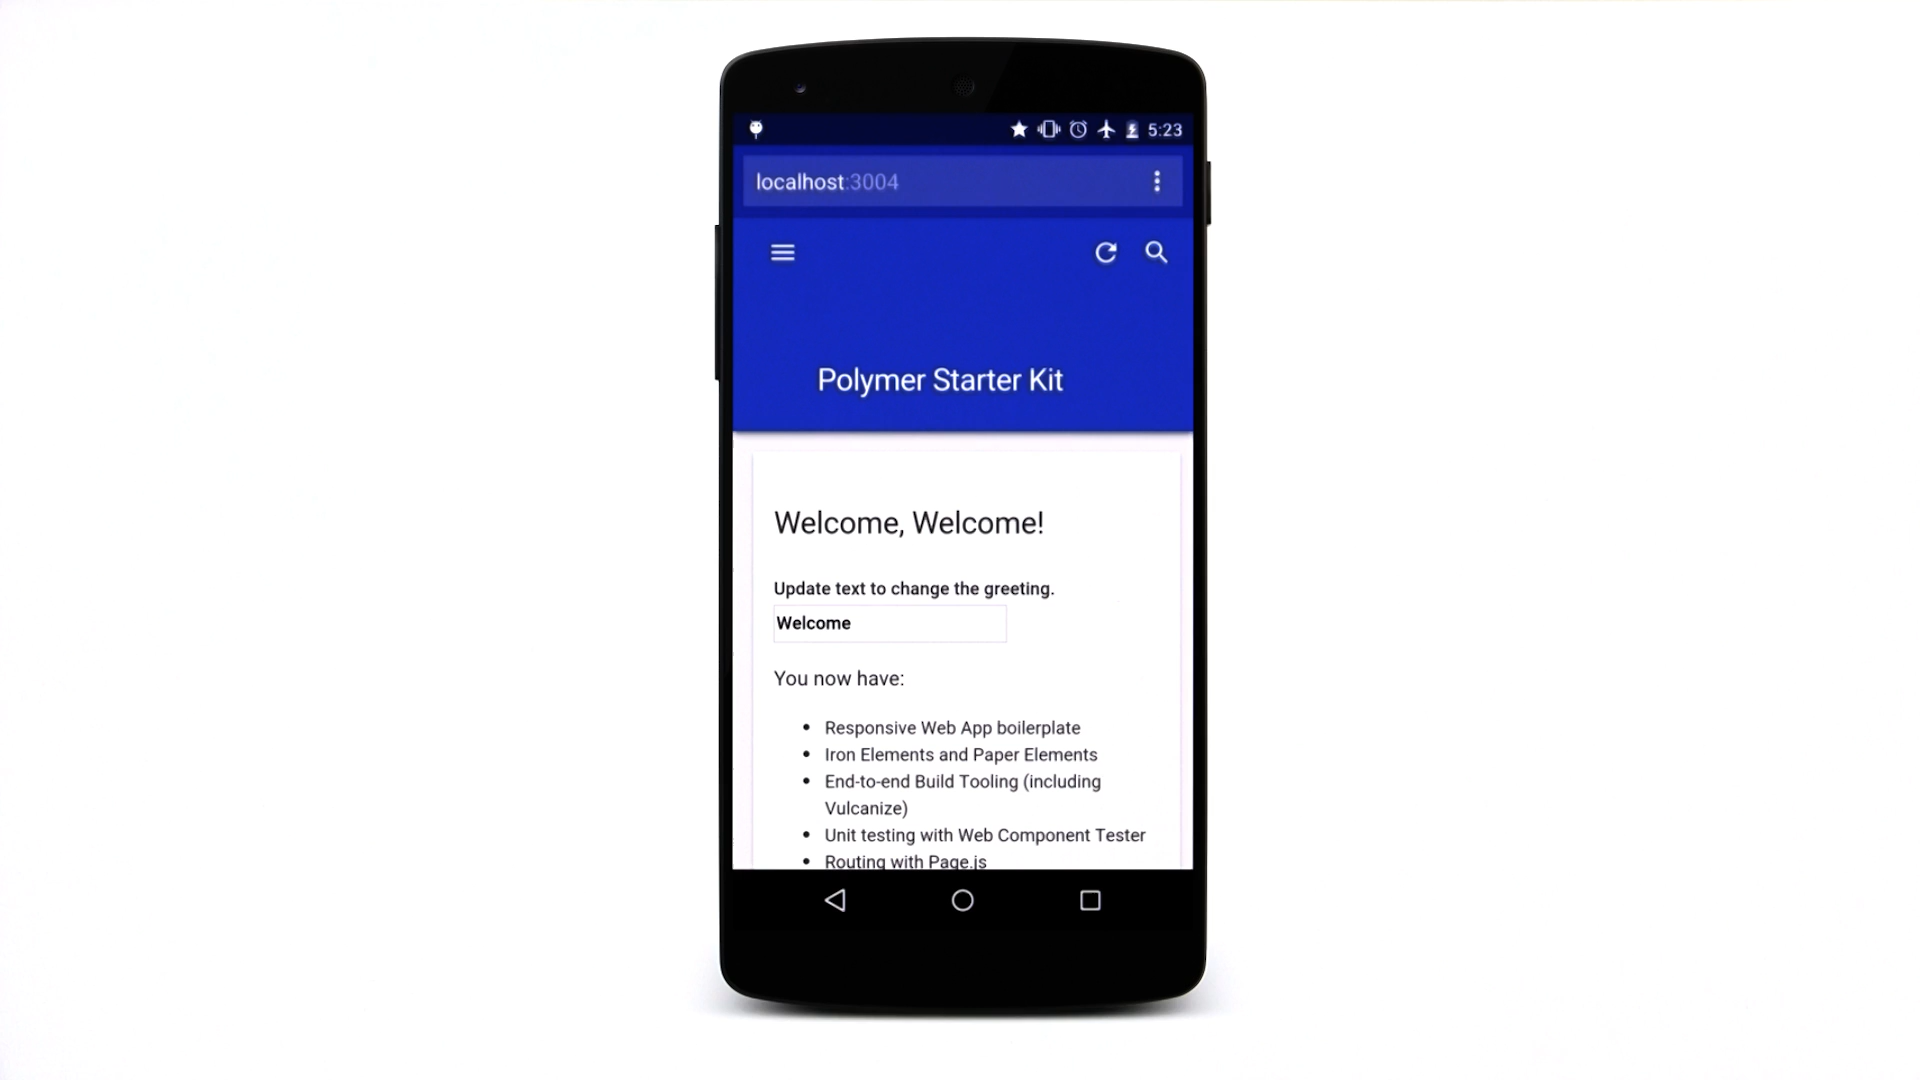 5:23
localhost:3004
Polymer Starter Kit
Welcome, Welcome!
Update text to change the greeting.
Welcome
You now have:
• Responsive Web App boilerplate
• Iron Elements and Paper Elements
• End-to-end Build Tooling (including
Vulcanize)
• Unit testing with Web Component Tester
• Routing with Page.js